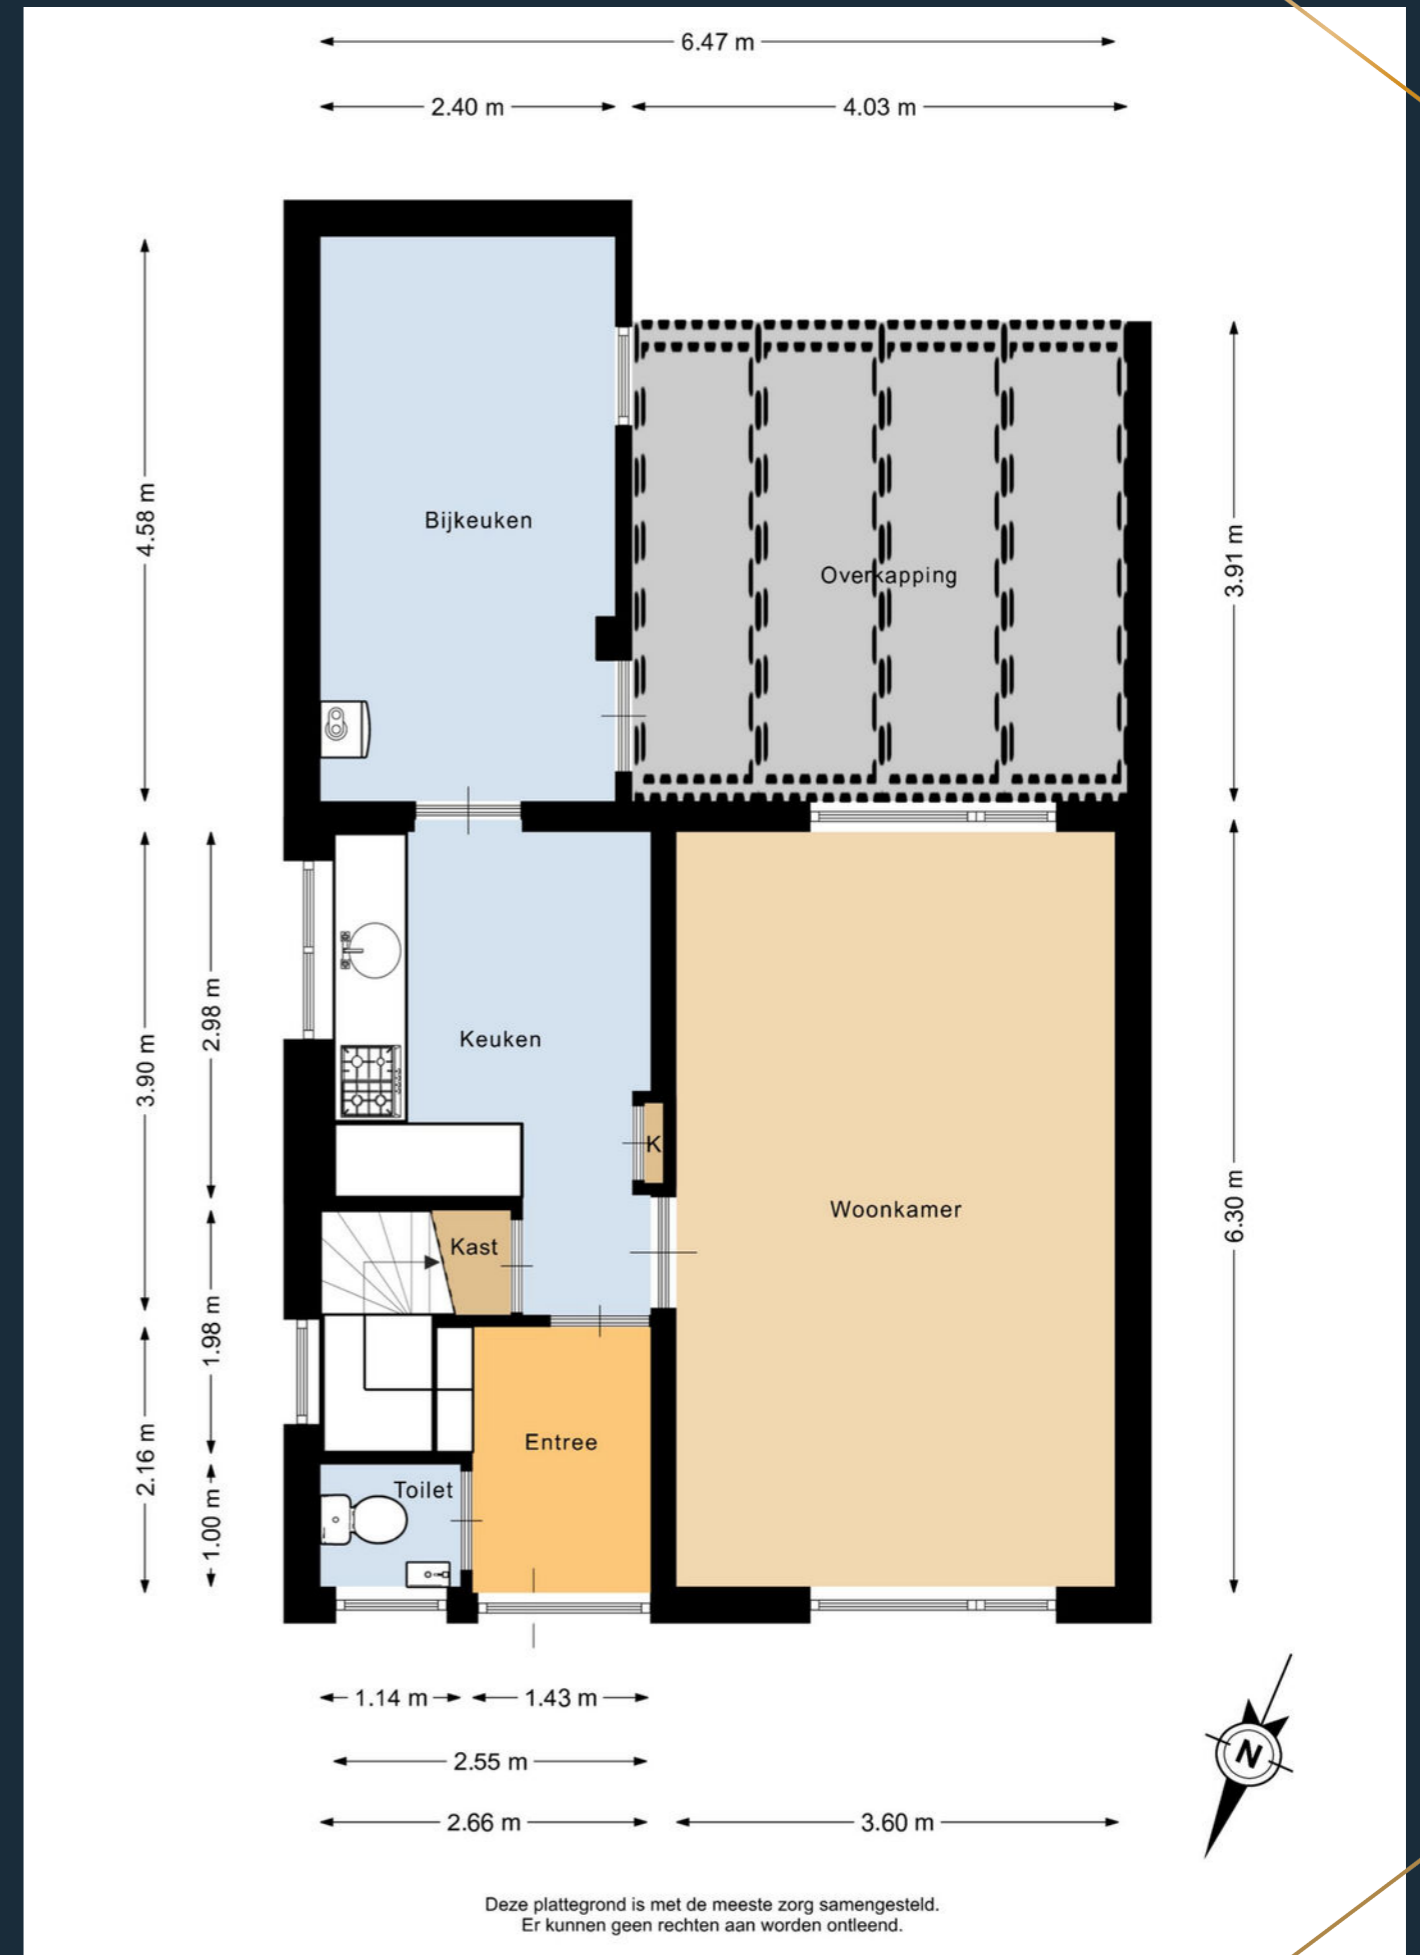 6.47 m
2.40 m
4.03 m
4.58 m
Bijkeuken
Overkapping
3.91 m
3.90 m
2.98 m
Keuken
K
Woonkamer
6.30 m
Kast
1.98 m
2.16 m
Entree
Toilet
1.00 m
1.14 m
1.43 m
2.55 m
2.66 m
3.60 m
N
Deze plattegrond is met de meeste zorg samengesteld.
Er kunnen geen rechten aan worden ontleend.